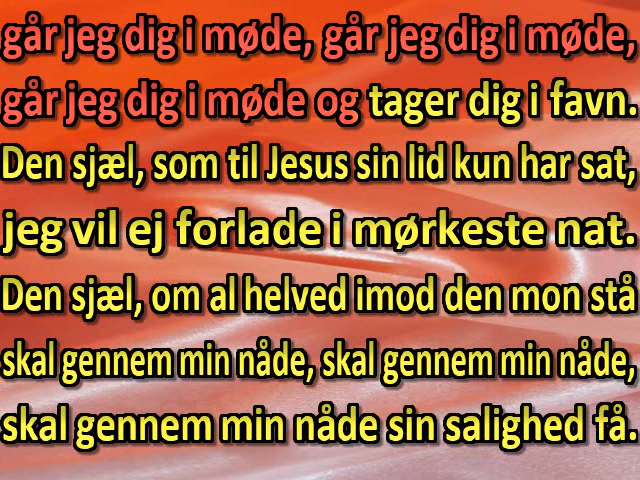 går jeg dig i møde, går jeg dig i møde,
går jeg dig i møde og tager dig i favn.
Den sjæl, som til Jesus sin lid kun har sat,
jeg vil ej forlade i mørkeste nat.
Den sjæl, om al helved imod den mon stå
skal gennem min nåde, skal gennem min nåde,
skal gennem min nåde sin salighed få.